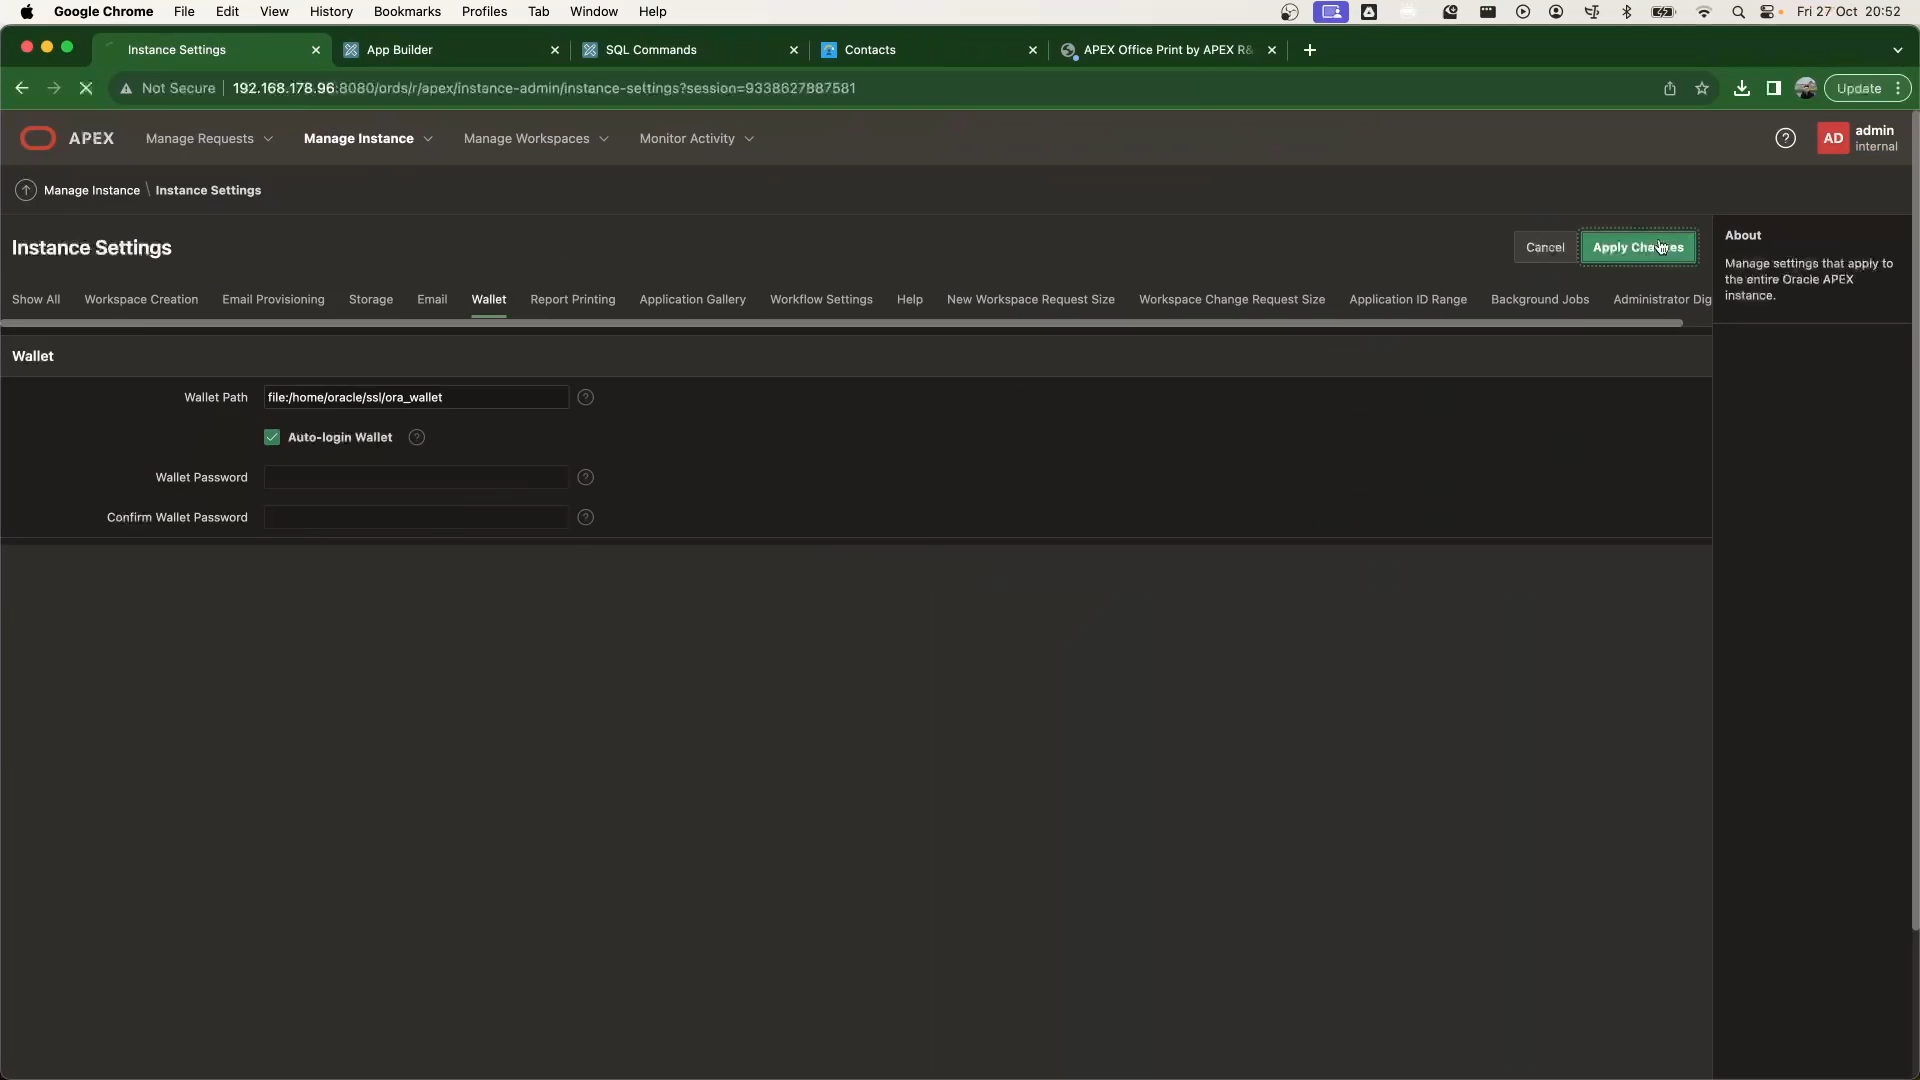 Google Chrome File Edit View History Bookmarks Profiles Tab Window Help Fri 27 Oct 20:52
Instance Settings App Builder SQL Commands Contacts APEX Office Print by APEX R&
Not Secure 192.168.178.96:8080/ords/r/apex/instance-admin/instance-settings?session=9338627887581 Update
APEX Manage Requests Manage Instance Manage Workspaces Monitor Activity ? AD admin
internal
Manage Instance \ Instance Settings
Instance Settings Cancel Apply Changes
Show All Workspace Creation Email Provisioning Storage Email Wallet Report Printing Application Gallery Workflow Settings Help New Workspace Request Size Workspace Change Request Size Application ID Range Background Jobs Administrator Dig
About
Manage settings that apply to
the entire Oracle APEX
instance.
Wallet
Wallet Path file:/home/oracle/ssl/ora_wallet ?
Auto-login Wallet ?
Wallet Password ?
Confirm Wallet Password ?